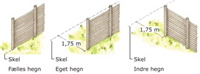 1,75 m
1,75 m
Skel
Fælles hegn
Skel
Eget hegn
Skel
Indre hegn